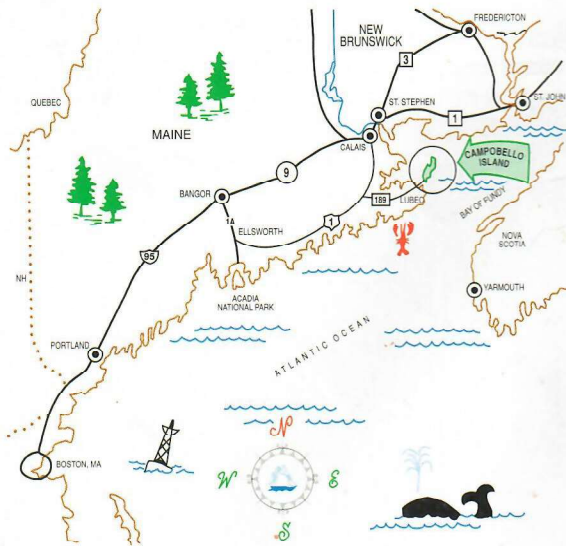 FREDERICTON
NEW
BRUNSWICK
3
QUEBEC
ST. STEPHEN
1
ST. JOHN
MAINE
CALAIS
CAMPOBELLO
ISLAND
9
BANGOR
189
LUBEC
BAY OF FUNDY
1A
ELLSWORTH
1
NOVA
SCOTIA
95
NH
ACADIA
NATIONAL PARK
YARMOUTH
PORTLAND
ATLANTIC OCEAN
N
BOSTON, MA
W
E
S